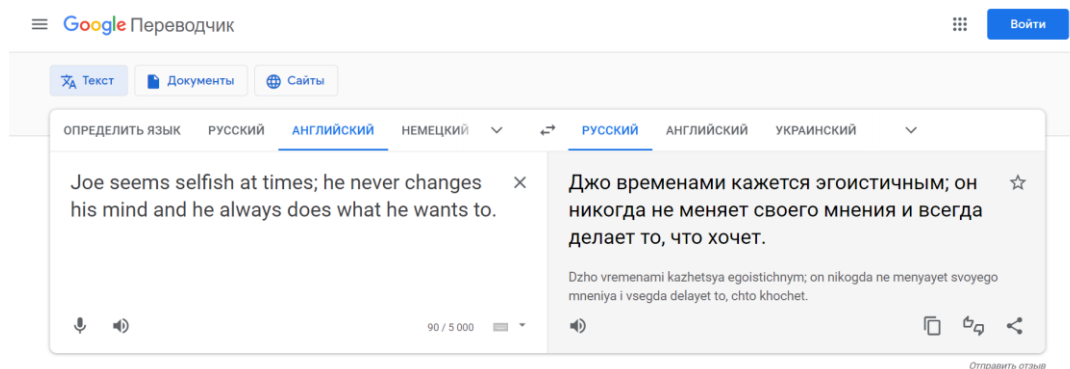 Google Переводчик
Войти
Текст
Документы
Сайты
ОПРЕДЕЛИТЬ ЯЗЫК РУССКИЙ АНГЛИЙСКИЙ НЕМЕЦКИЙ
РУССКИЙ АНГЛИЙСКИЙ УКРАИНСКИЙ
Joe seems selfish at times; he never changes
his mind and he always does what he wants to.
90 / 5 000
Джо временами кажется эгоистичным; он
никогда не меняет своего мнения и всегда
делает то, что хочет.
Dzho vremenami kazhetsya egoistichnym; on nikogda ne menyayet svoyego
mneniya i vsegda delayet to, chto khochet.
Отправить отзыв